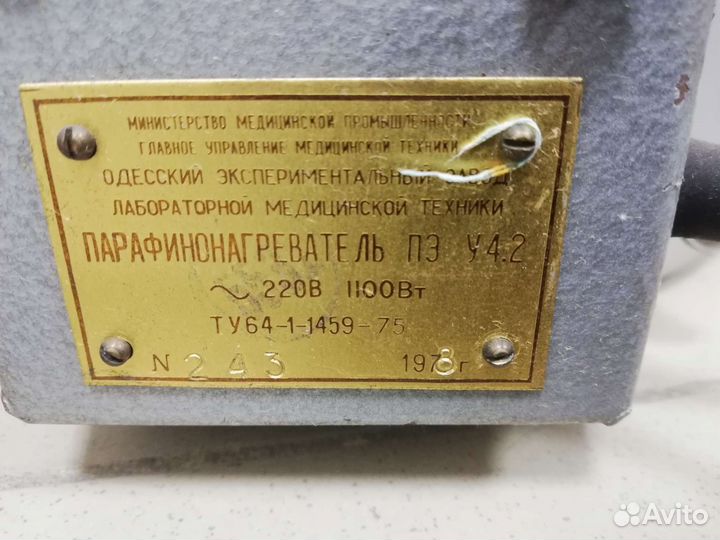 МИНИСТЕРСТВО МЕДИЦИНСКОЙ ПРОМЫШЛЕННОСТИ
ГЛАВНОЕ УПРАВЛЕНИЕ МЕДИЦИНСКОЙ ТЕХНИКИ
ОДЕССКИЙ ЭКСПЕРИМЕНТАЛЬНЫЙ ЗАВОД
ЛАБОРАТОРНОЙ МЕДИЦИНСКОЙ ТЕХНИКИ
ПАРАФИНОНАГРЕВАТЕЛЬ ПЭ У4.2
~ 220В 1100Вт
ТУ64-1-1459-75
N 243 1978г
Avito